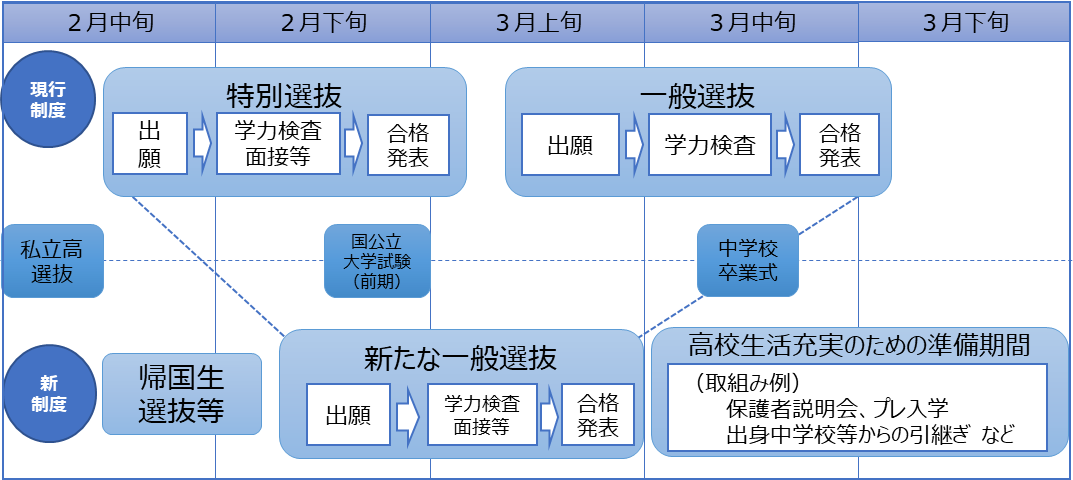 ２月中旬
２月下旬
３月上旬
３月中旬
３月下旬
現行
制度
特別選抜
出
願
学力検査
面接等
合格
発表
一般選抜
出願
学力検査
合格
発表
私立高
選抜
国公立
大学試験
（前期）
中学校
卒業式
新
制度
帰国生
選抜等
新たな一般選抜
出願
学力検査
面接等
合格
発表
高校生活充実のための準備期間
（取組み例）
保護者説明会、プレ入学
出身中学校等からの引継ぎ など